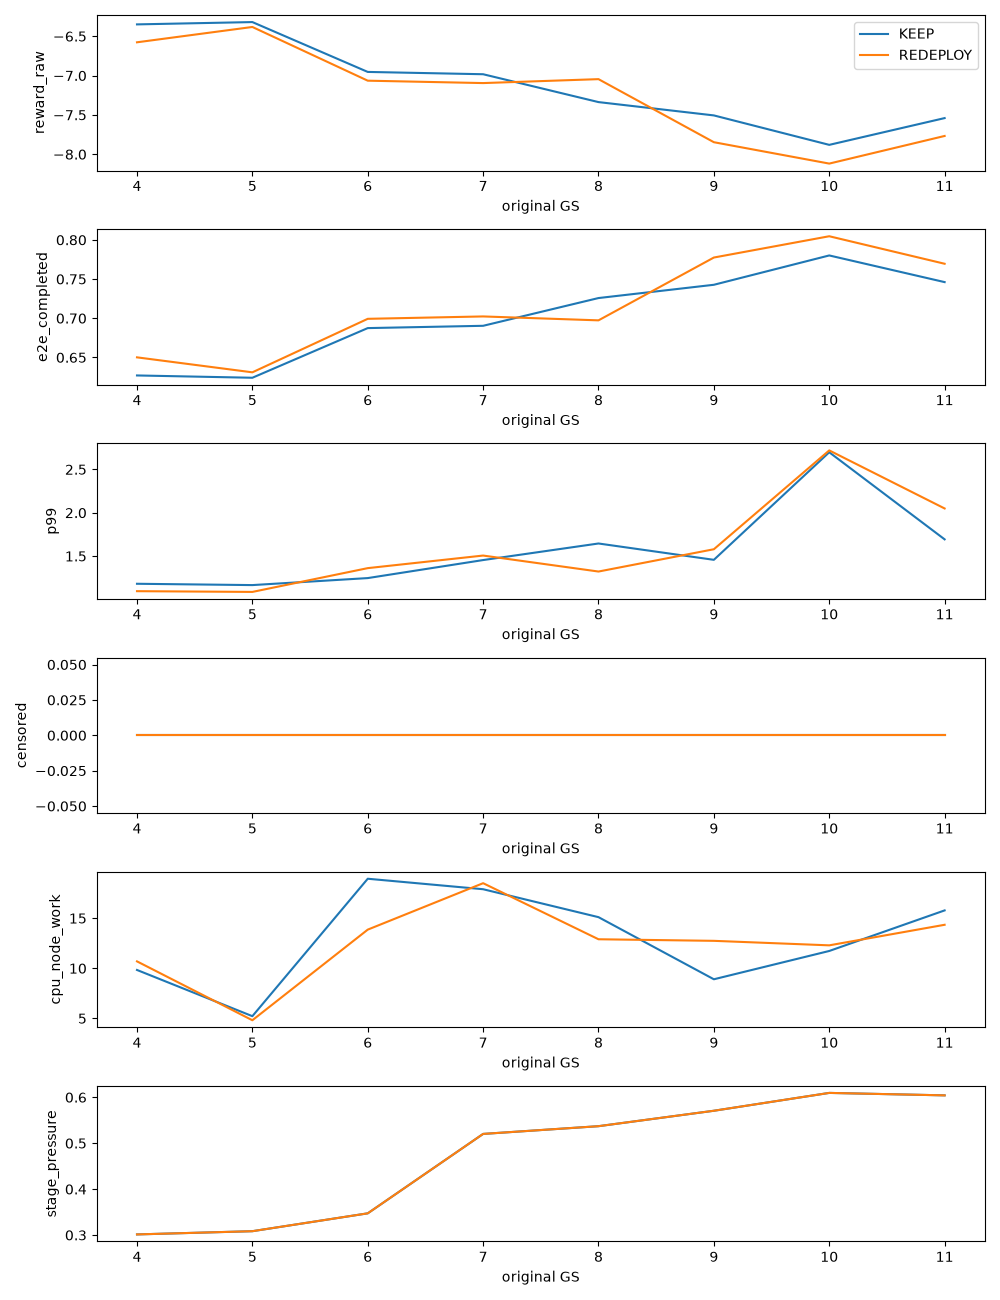 reward_raw
−6.5
−7.0
−7.5
−8.0
KEEP
REDEPLOY
4 5 6 7 8 9 10 11
original GS
e2e_completed
0.80
0.75
0.70
0.65
4 5 6 7 8 9 10 11
original GS
p99
2.5
2.0
1.5
4 5 6 7 8 9 10 11
original GS
censored
0.050
0.025
0.000
−0.025
−0.050
4 5 6 7 8 9 10 11
original GS
cpu_node_work
15
10
5
4 5 6 7 8 9 10 11
original GS
stage_pressure
0.6
0.5
0.4
0.3
4 5 6 7 8 9 10 11
original GS